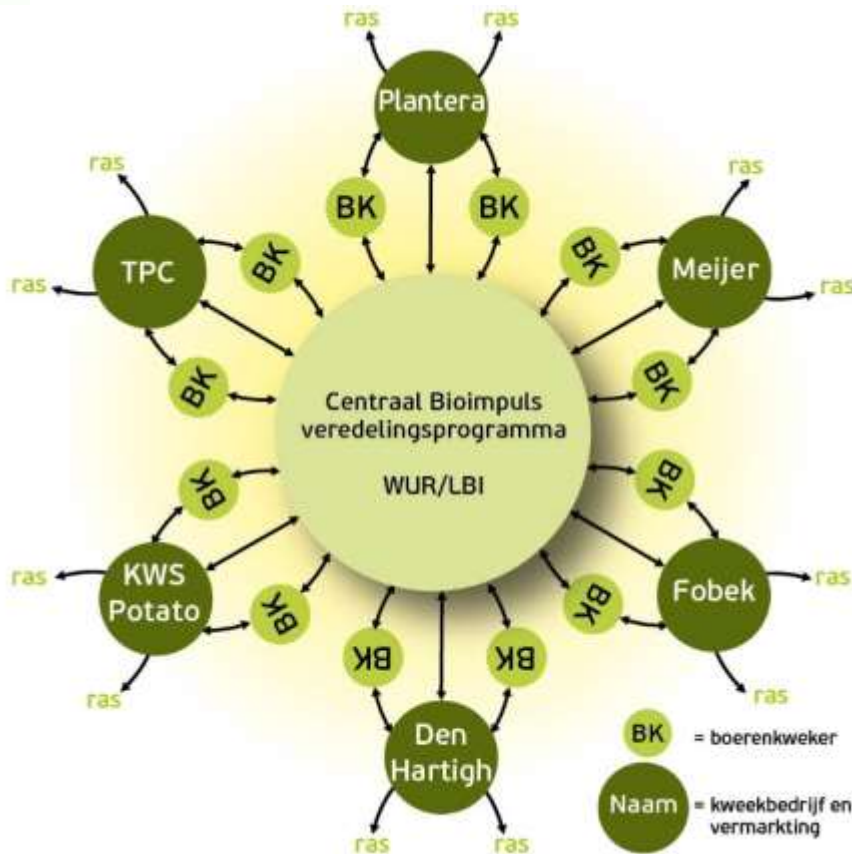 ras
ras
Plantera
BK
BK
ras
ras
TPC
BK
BK
ras
ras
Meijer
BK
BK
Centraal Bioimpuls
veredelingsprogramma
WUR/LBI
BK
BK
KWS
Potato
ras
ras
BK
BK
Fobek
ras
ras
BK
BK
Den
Hartigh
ras
ras
BK = boerenkweker
Naam = kweekbedrijf en
vermarkting